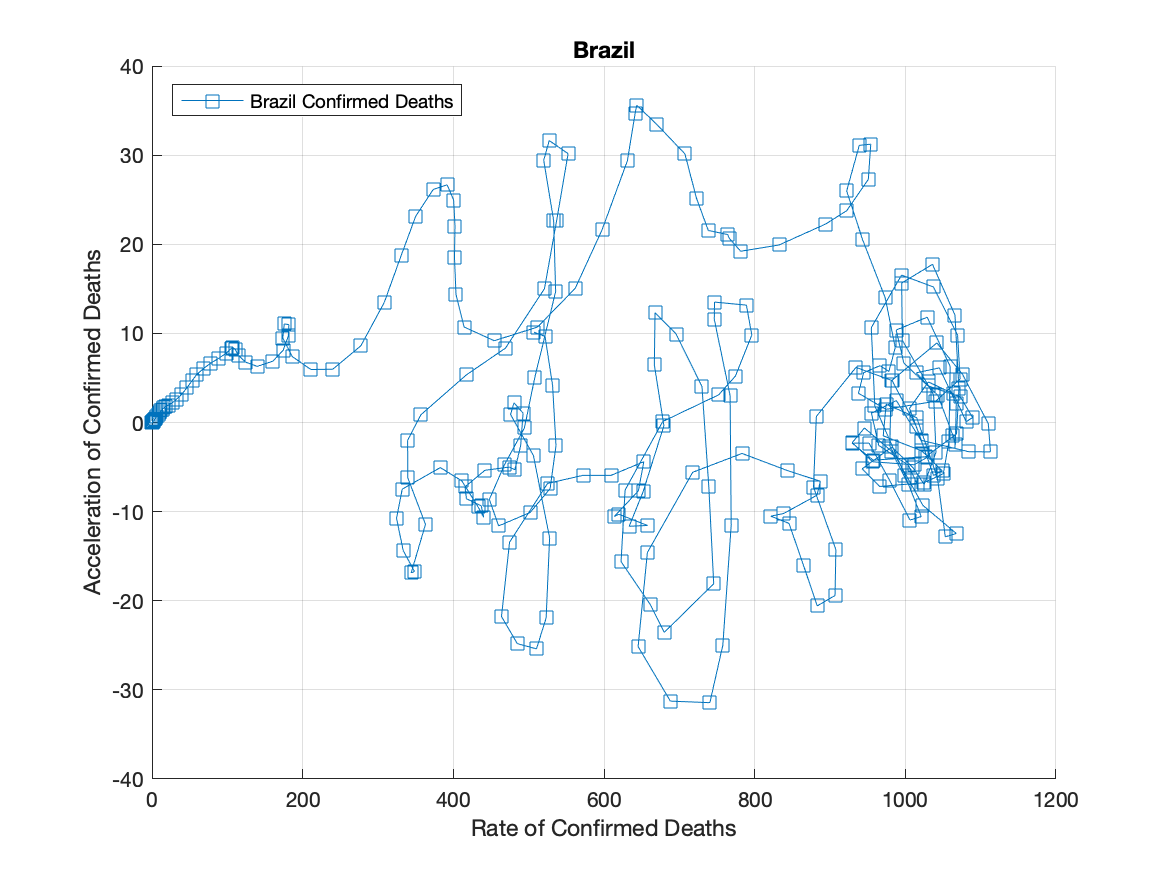 Brazil
Brazil Confirmed Deaths
40
30
20
10
0
-10
-20
-30
-40
Acceleration of Confirmed Deaths
0 200 400 600 800 1000 1200
Rate of Confirmed Deaths